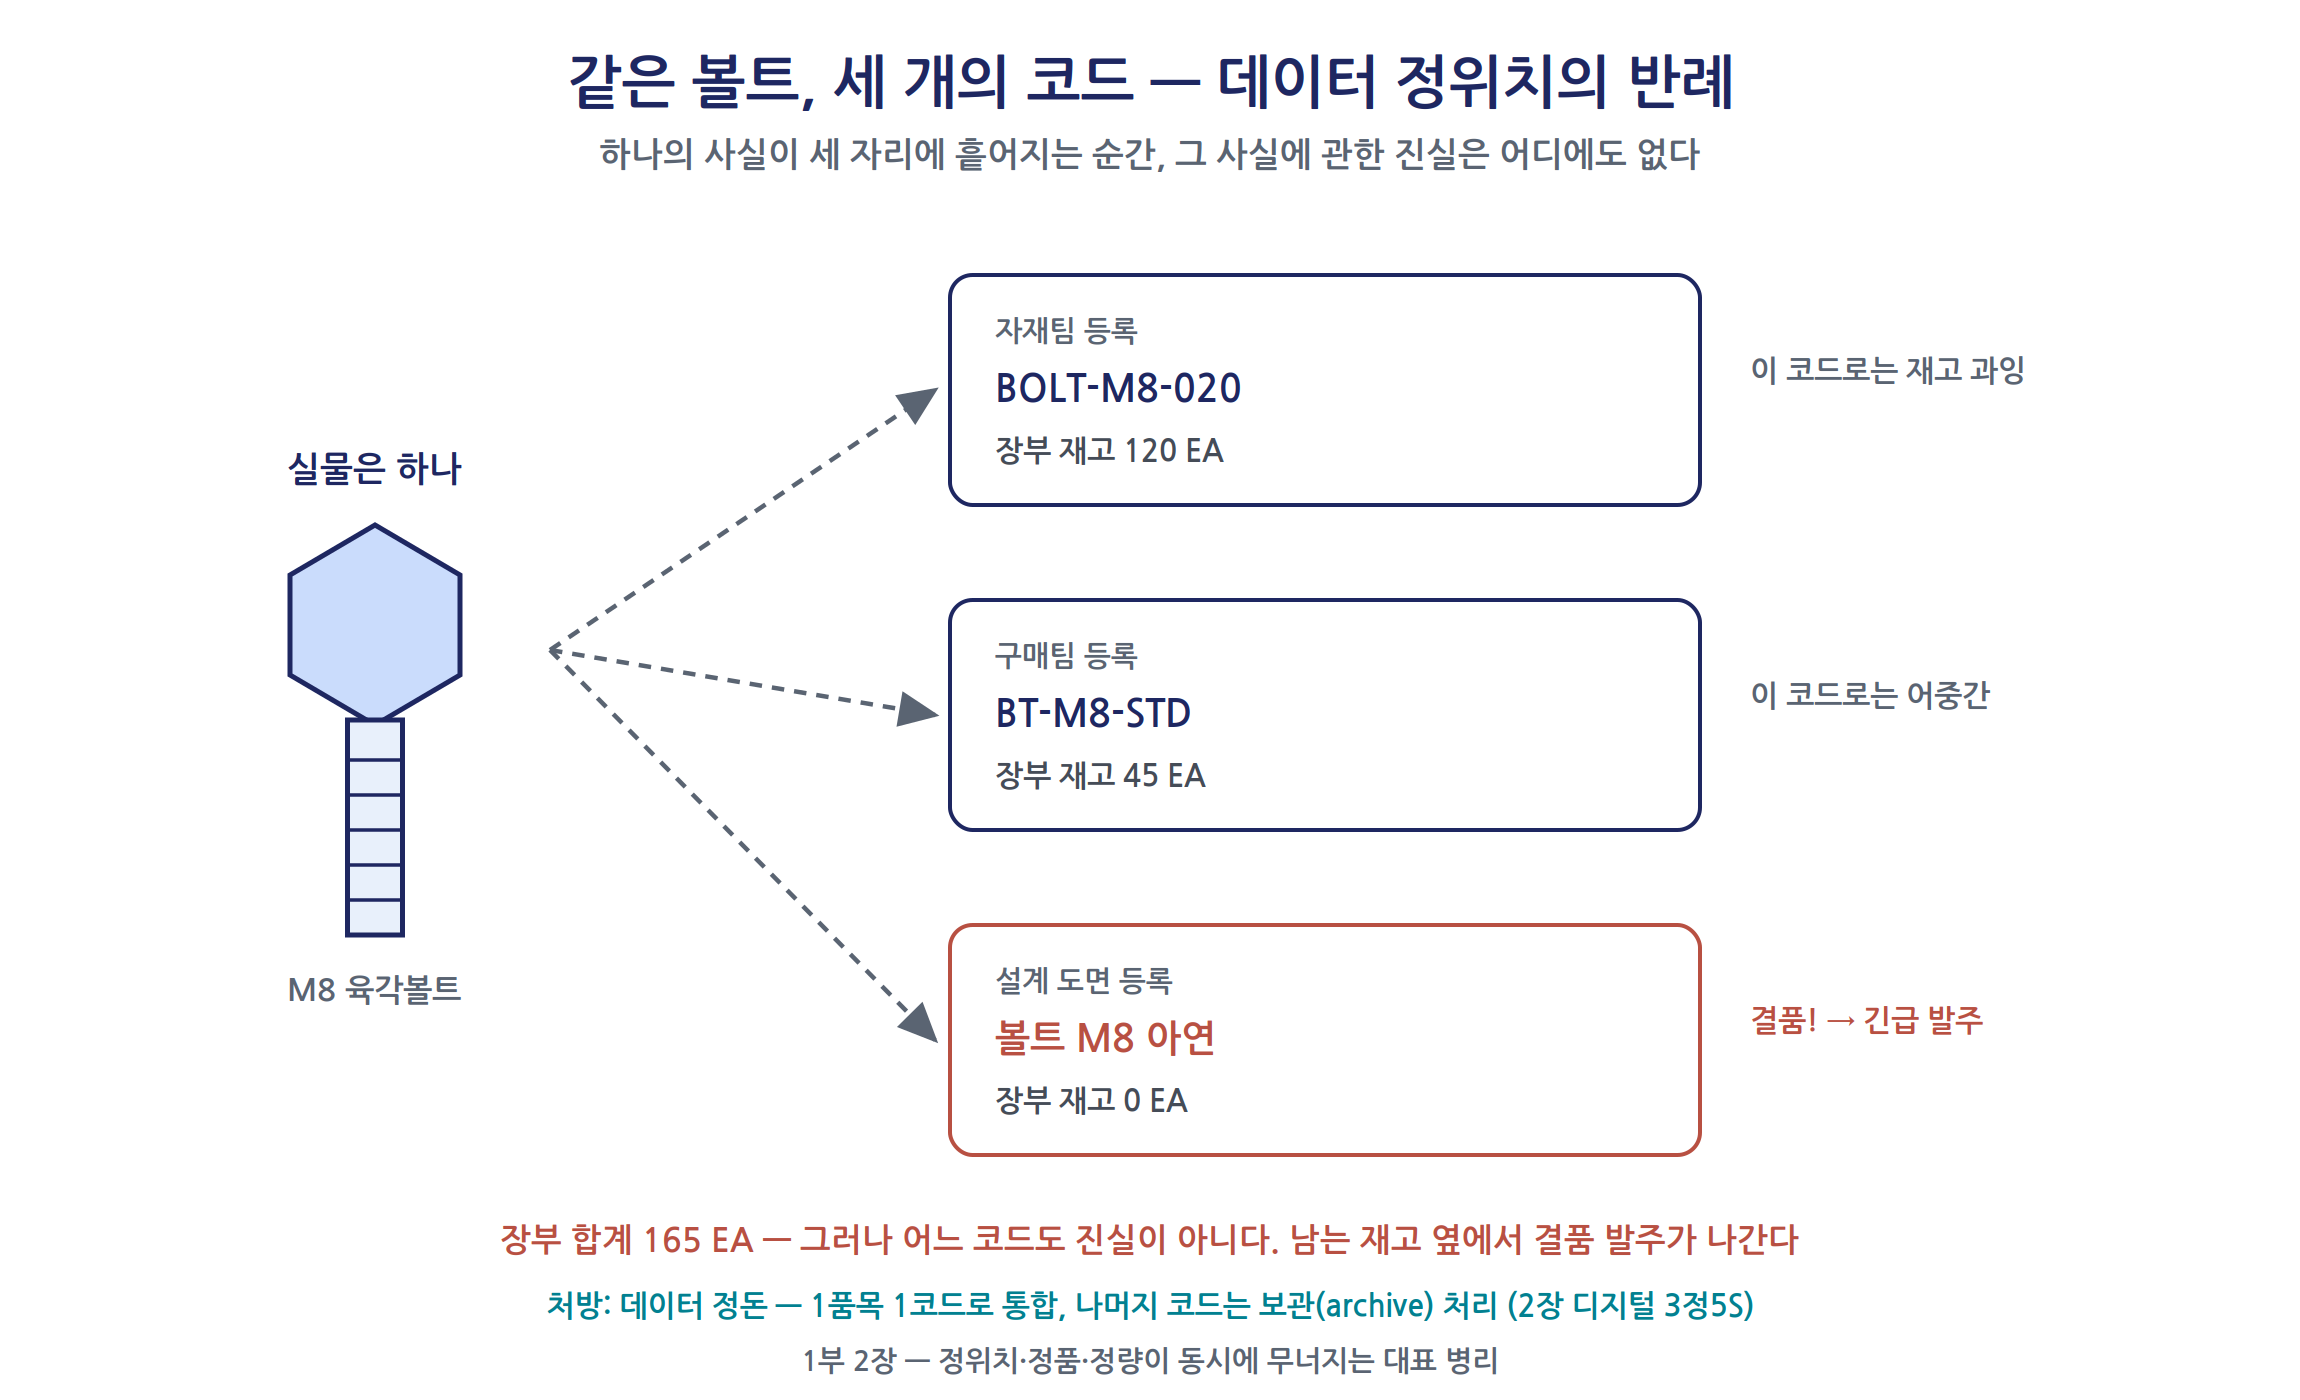 같은 볼트, 세 개의 코드 — 데이터 정위치의 반례
하나의 사실이 세 자리에 흩어지는 순간, 그 사실에 관한 진실은 어디에도 없다
실물은 하나
M8 육각볼트
자재팀 등록
BOLT-M8-020
장부 재고 120 EA
이 코드로는 재고 과잉
구매팀 등록
BT-M8-STD
장부 재고 45 EA
이 코드로는 어중간
설계 도면 등록
볼트 M8 아연
장부 재고 0 EA
결품! → 긴급 발주
장부 합계 165 EA — 그러나 어느 코드도 진실이 아니다. 남는 재고 옆에서 결품 발주가 나간다
처방: 데이터 정돈 — 1품목 1코드로 통합, 나머지 코드는 보관(archive) 처리 (2장 디지털 3정5S)
1부 2장 — 정위치·정품·정량이 동시에 무너지는 대표 병리